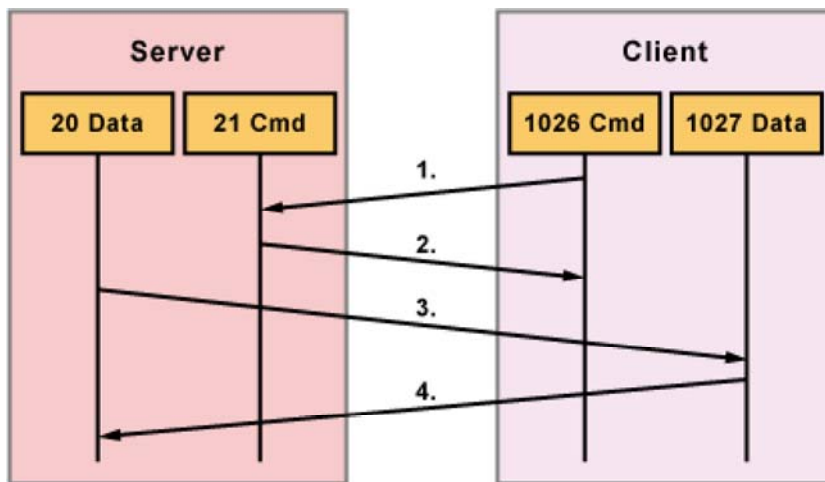 Server
Client
20 Data
21 Cmd
1026 Cmd
1027 Data
1.
2.
3.
4.